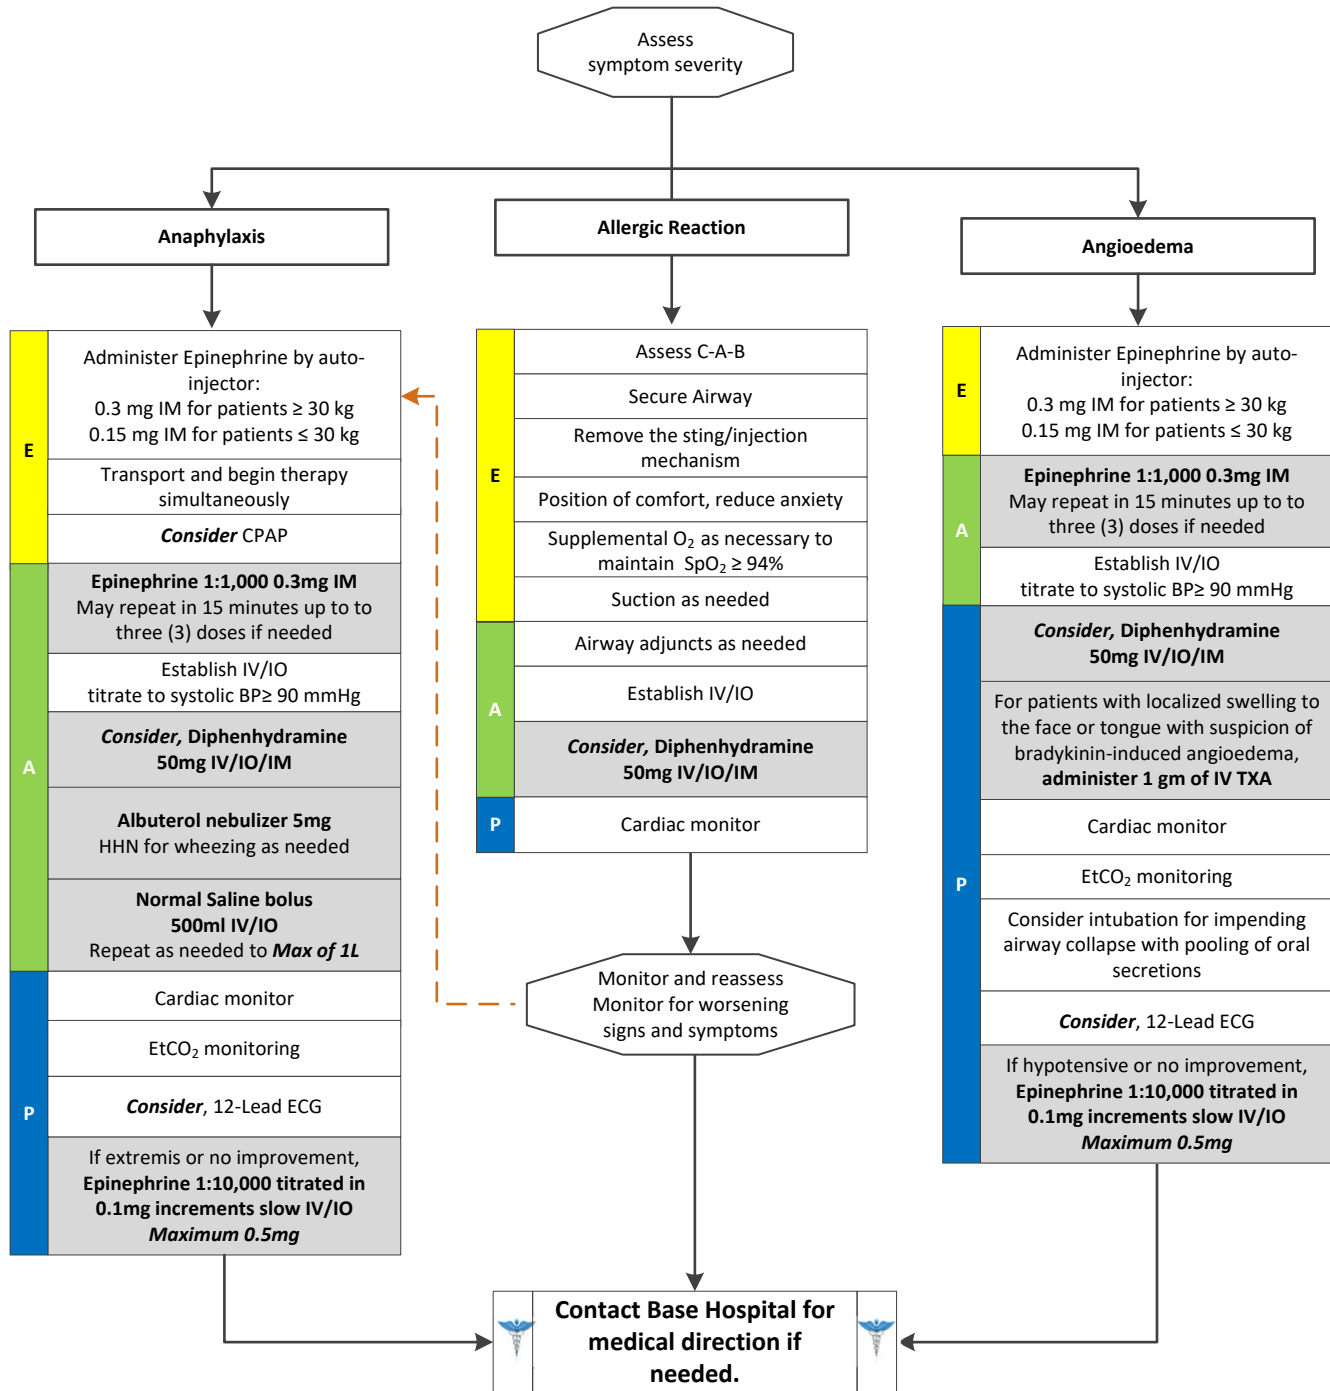 Assess
symptom severity
Anaphylaxis
Allergic Reaction
Angioedema
E
Administer Epinephrine by auto-
injector:
0.3 mg IM for patients ≥ 30 kg
0.15 mg IM for patients ≤ 30 kg
Transport and begin therapy
simultaneously
Consider CPAP
A
Epinephrine 1:1,000 0.3mg IM
May repeat in 15 minutes up to to
three (3) doses if needed
Establish IV/IO
titrate to systolic BP≥ 90 mmHg
Consider, Diphenhydramine
50mg IV/IO/IM
Albuterol nebulizer 5mg
HHN for wheezing as needed
Normal Saline bolus
500ml IV/IO
Repeat as needed to Max of 1L
P
Cardiac monitor
EtCO2 monitoring
Consider, 12-Lead ECG
If extremis or no improvement,
Epinephrine 1:10,000 titrated in
0.1mg increments slow IV/IO
Maximum 0.5mg
E
Assess C-A-B
Secure Airway
Remove the sting/injection
mechanism
Position of comfort, reduce anxiety
Supplemental O2 as necessary to
maintain SpO2 ≥ 94%
Suction as needed
A
Airway adjuncts as needed
Establish IV/IO
Consider, Diphenhydramine
50mg IV/IO/IM
P
Cardiac monitor
Monitor and reassess
Monitor for worsening
signs and symptoms
E
Administer Epinephrine by auto-
injector:
0.3 mg IM for patients ≥ 30 kg
0.15 mg IM for patients ≤ 30 kg
A
Epinephrine 1:1,000 0.3mg IM
May repeat in 15 minutes up to to
three (3) doses if needed
Establish IV/IO
titrate to systolic BP≥ 90 mmHg
P
Consider, Diphenhydramine
50mg IV/IO/IM
For patients with localized swelling to
the face or tongue with suspicion of
bradykinin-induced angioedema,
administer 1 gm of IV TXA
Cardiac monitor
EtCO2 monitoring
Consider intubation for impending
airway collapse with pooling of oral
secretions
Consider, 12-Lead ECG
If hypotensive or no improvement,
Epinephrine 1:10,000 titrated in
0.1mg increments slow IV/IO
Maximum 0.5mg
Contact Base Hospital for
medical direction if
needed.